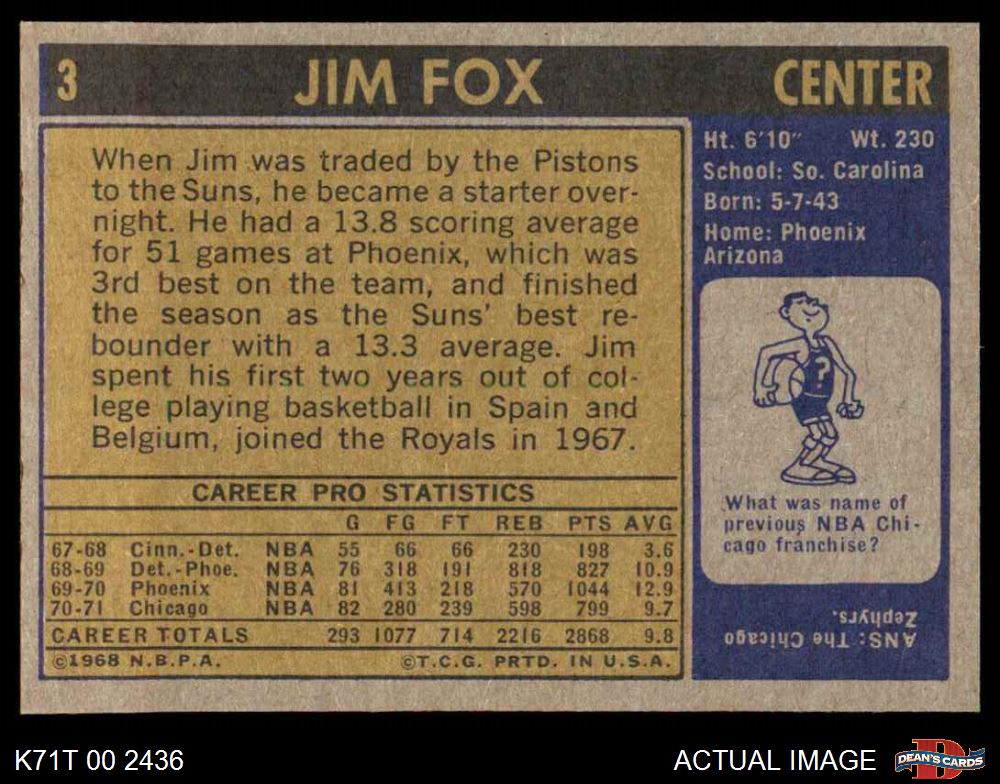 3 JIM FOX CENTER
When Jim was traded by the Pistons
to the Suns, he became a starter over-
night. He had a 13.8 scoring average
for 51 games at Phoenix, which was
3rd best on the team, and finished
the season as the Suns' best re-
bounder with a 13.3 average. Jim
spent his first two years out of col-
lege playing basketball in Spain and
Belgium, joined the Royals in 1967.
CAREER PRO STATISTICS
G FG FT REB PTS AVG
67-68 Cinn.-Det. NBA 55 66 66 230 198 3.6
68-69 Det.-Phoe. NBA 76 318 191 818 827 10.9
69-70 Phoenix NBA 81 413 218 570 1044 12.9
70-71 Chicago NBA 82 280 239 598 799 9.7
CAREER TOTALS 293 1077 714 2216 2868 9.8
©1968 N.B.P.A. ©T.C.G. PRTD. IN U.S.A.
Ht. 6'10" Wt. 230
School: So. Carolina
Born: 5-7-43
Home: Phoenix
Arizona
?
What was name of
previous NBA Chi-
cago franchise?
ANS: The Chicago
Zephyrs.
K71T 00 2436 ACTUAL IMAGE
D
DEAN'S CARDS